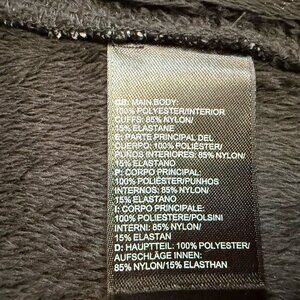 GB: MAIN BODY:
100% POLYESTER/INTERIOR
CUFFS: 85% NYLON/
15% ELASTANE
E: PARTE PRINCIPAL DEL
CUERPO: 100% POLIÉSTER/
PUÑOS INTERIORES: 85% NYLON/
15% ELASTANO
P: CORPO PRINCIPAL:
100% POLIÉSTER/PUNHOS
INTERNOS: 85% NYLON/
15% ELASTANO
I: CORPO PRINCIPALE:
100% POLIESTERE/POLSINI
INTERNI: 85% NYLON/
15% ELASTAN
D: HAUPTTEIL: 100% POLYESTER/
AUFSCHLÄGE INNEN:
85% NYLON/15% ELASTHAN